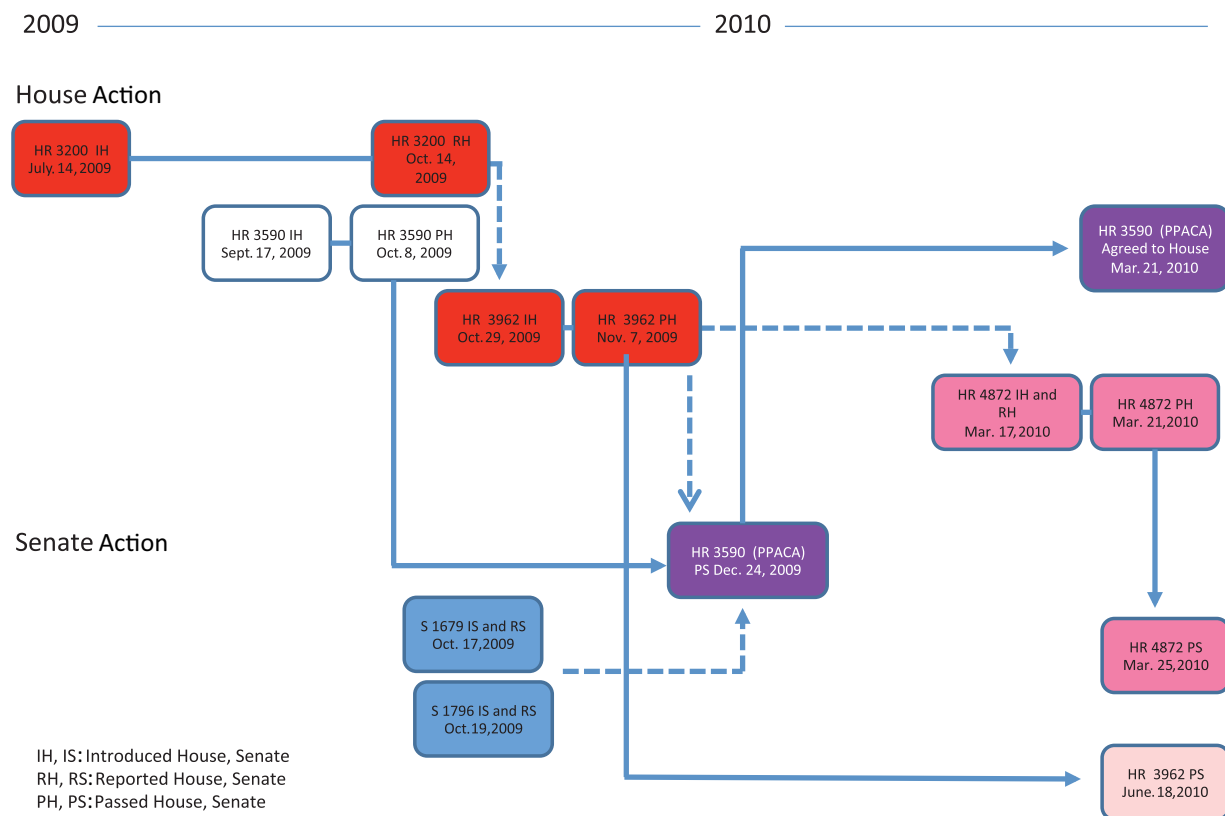 2009
2010
House Action
HR 3200 IH
July. 14, 2009
HR 3200 RH
Oct. 14,
2009
HR 3590 IH
Sept. 17, 2009
HR 3590 PH
Oct. 8, 2009
HR 3590 (PPACA)
Agreed to House
Mar. 21, 2010
HR 3962 IH
Oct. 29, 2009
HR 3962 PH
Nov. 7, 2009
HR 4872 IH and
RH
Mar. 17,2010
HR 4872 PH
Mar. 21,2010
Senate Action
HR 3590 (PPACA)
PS Dec. 24, 2009
S 1679 IS and RS
Oct. 17,2009
S 1796 IS and RS
Oct.19,2009
HR 4872 PS
Mar. 25,2010
HR 3962 PS
June. 18,2010
IH, IS: Introduced House, Senate
RH, RS: Reported House, Senate
PH, PS: Passed House, Senate